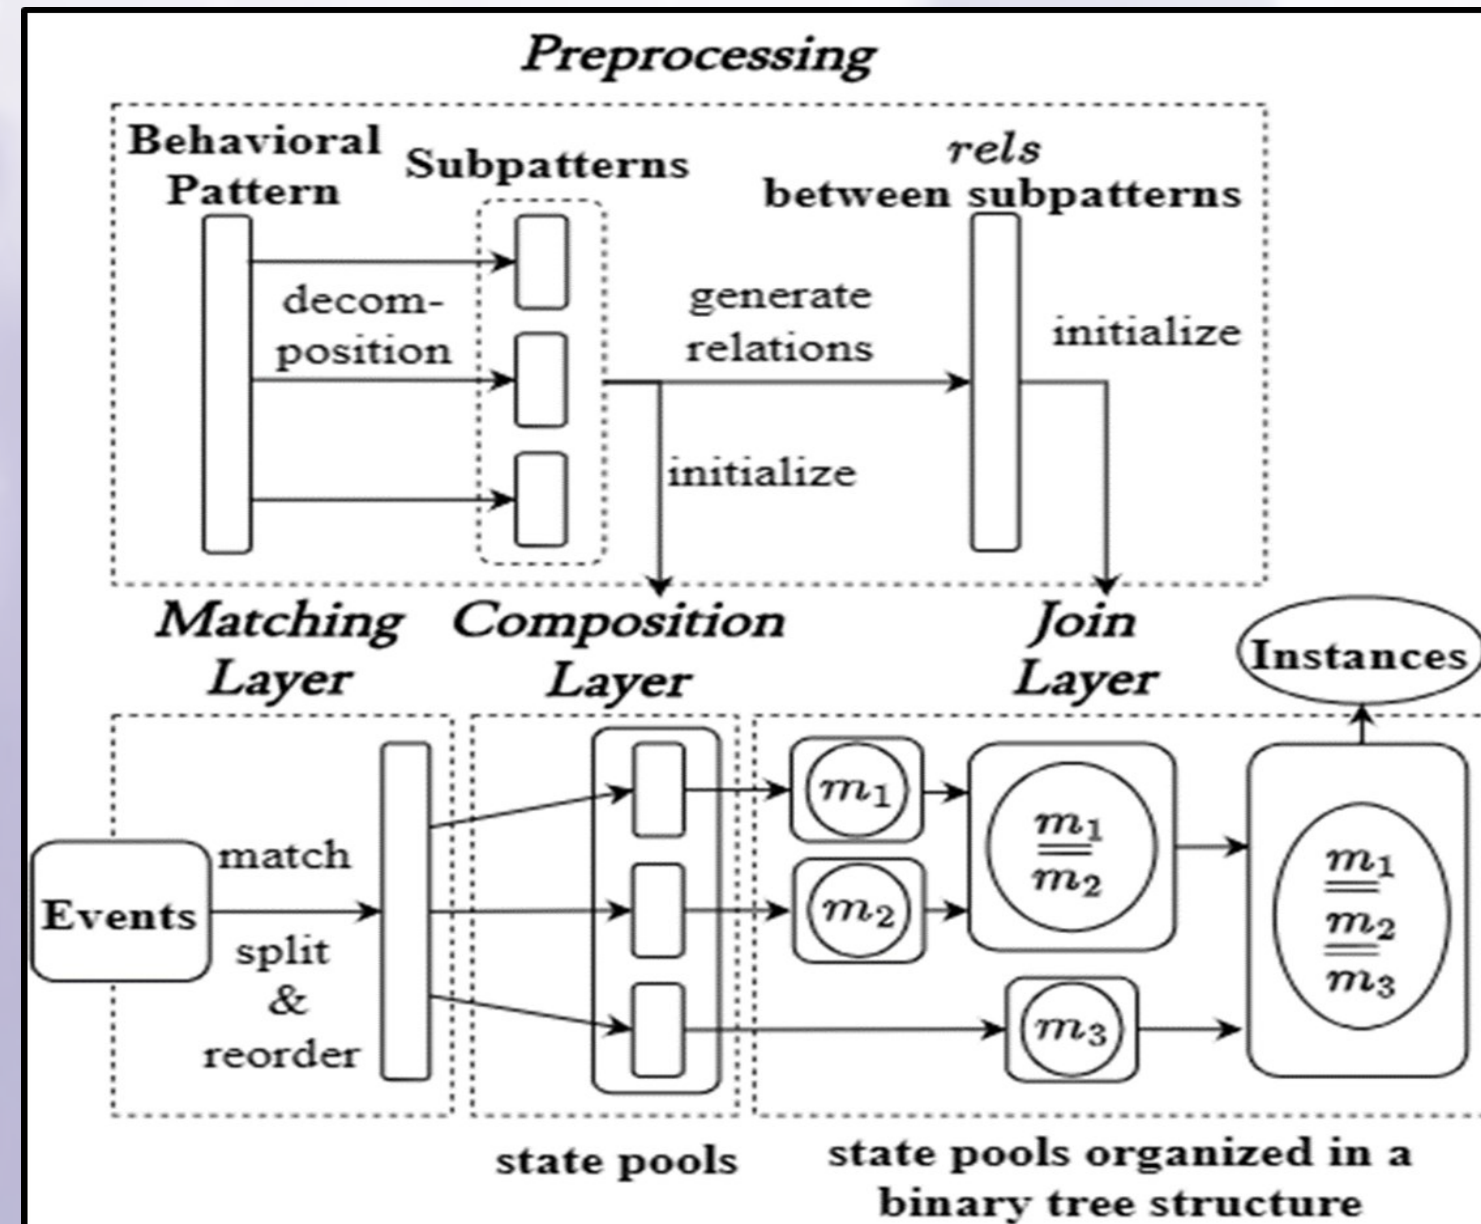 Preprocessing
Behavioral
Pattern
Subpatterns
rels
between subpatterns
decom-
position
generate
relations
initialize
initialize
Matching
Layer
Composition
Layer
Join
Layer
Instances
Events
match
split
&
reorder
m1
m2
m1
m2
m3
m1
m2
m3
state pools
state pools organized in a
binary tree structure